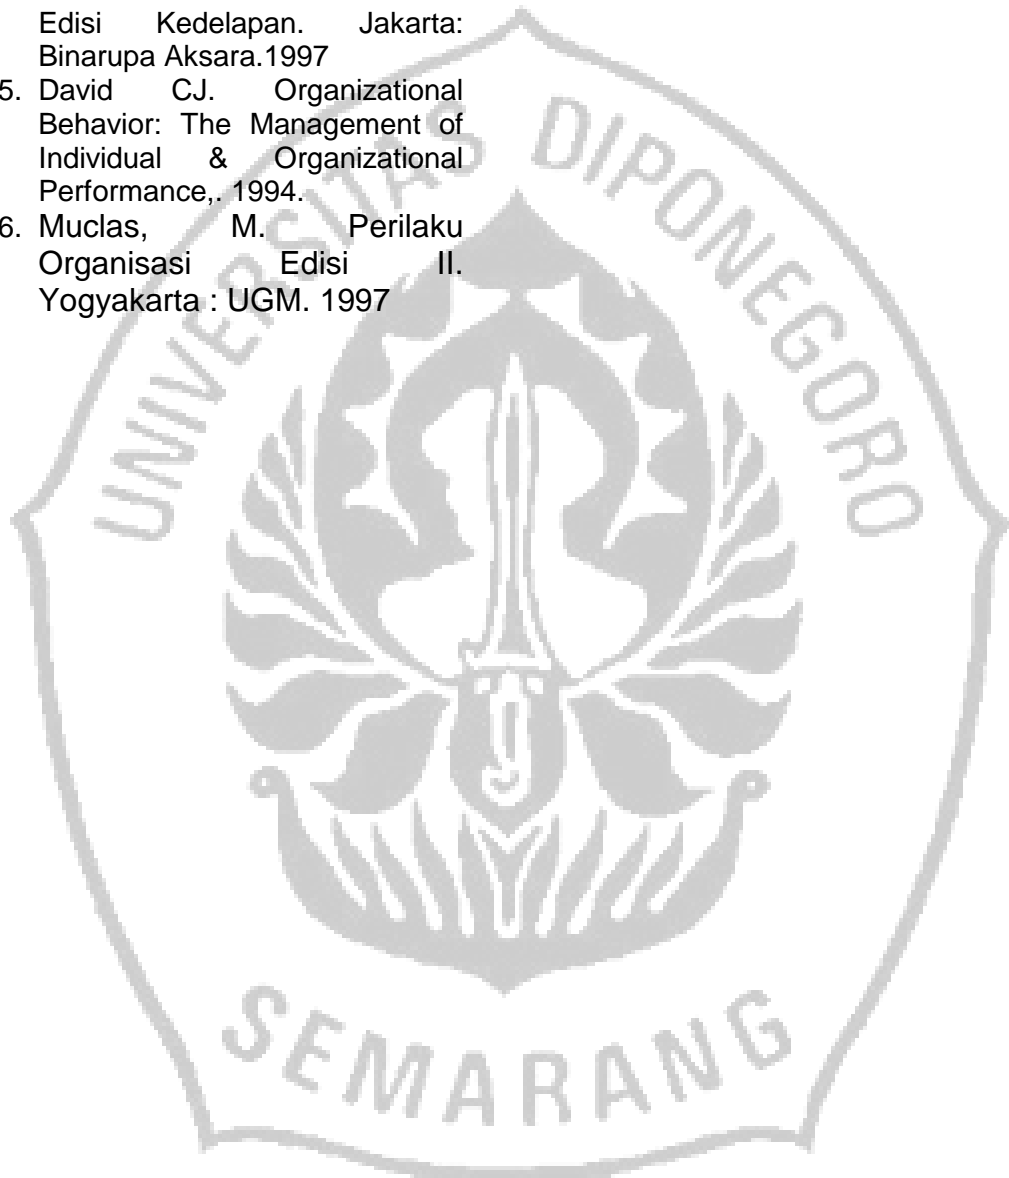 Edisi Kedelapan. Jakarta:
Binarupa Aksara.1997
5. David CJ. Organizational
Behavior: The Management of
Individual & Organizational
Performance,. 1994.
6. Muclas, M. Perilaku
Organisasi Edisi II.
Yogyakarta : UGM. 1997
UNIVERSITAS DIPONEGORO
SEMARANG